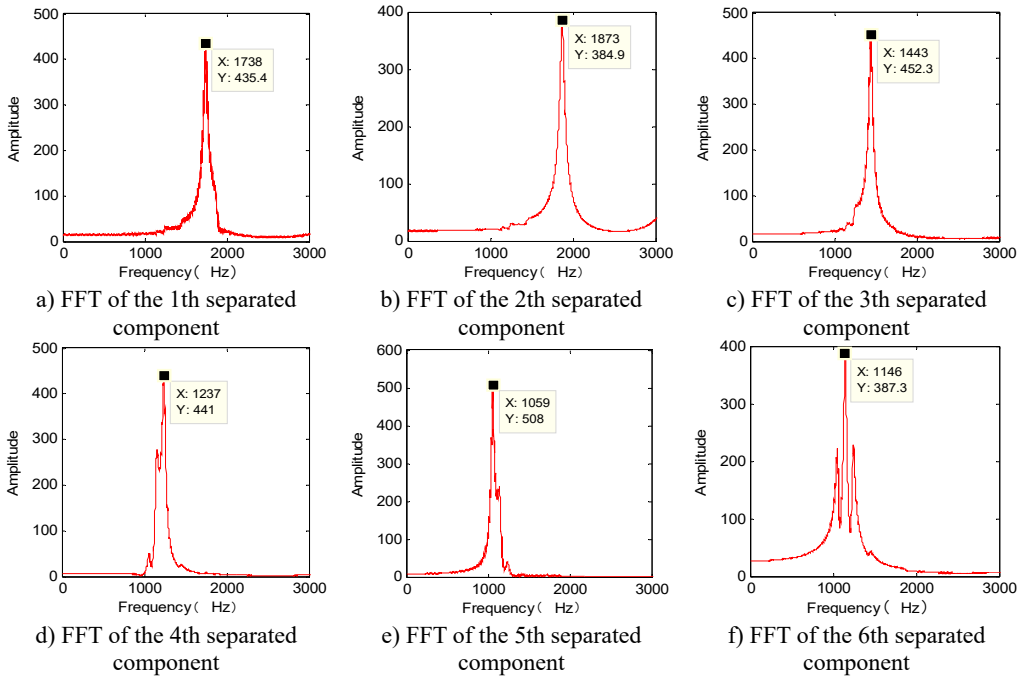 500
400
300
200
100
0
Amplitude
X: 1738
Y: 435.4
0 1000 2000 3000
Frequency( Hz)
a) FFT of the 1th separated
component
400
300
200
100
0
Amplitude
X: 1873
Y: 384.9
0 1000 2000 3000
Frequency( Hz)
b) FFT of the 2th separated
component
500
400
300
200
100
0
Amplitude
X: 1443
Y: 452.3
0 1000 2000 3000
Frequency( Hz)
c) FFT of the 3th separated
component
500
400
300
200
100
0
Amplitude
X: 1237
Y: 441
0 1000 2000 3000
Frequency( Hz)
d) FFT of the 4th separated
component
600
500
400
300
200
100
0
Amplitude
X: 1059
Y: 508
0 1000 2000 3000
Frequency( Hz)
e) FFT of the 5th separated
component
400
300
200
100
0
Amplitude
X: 1146
Y: 387.3
0 1000 2000 3000
Frequency( Hz)
f) FFT of the 6th separated
component